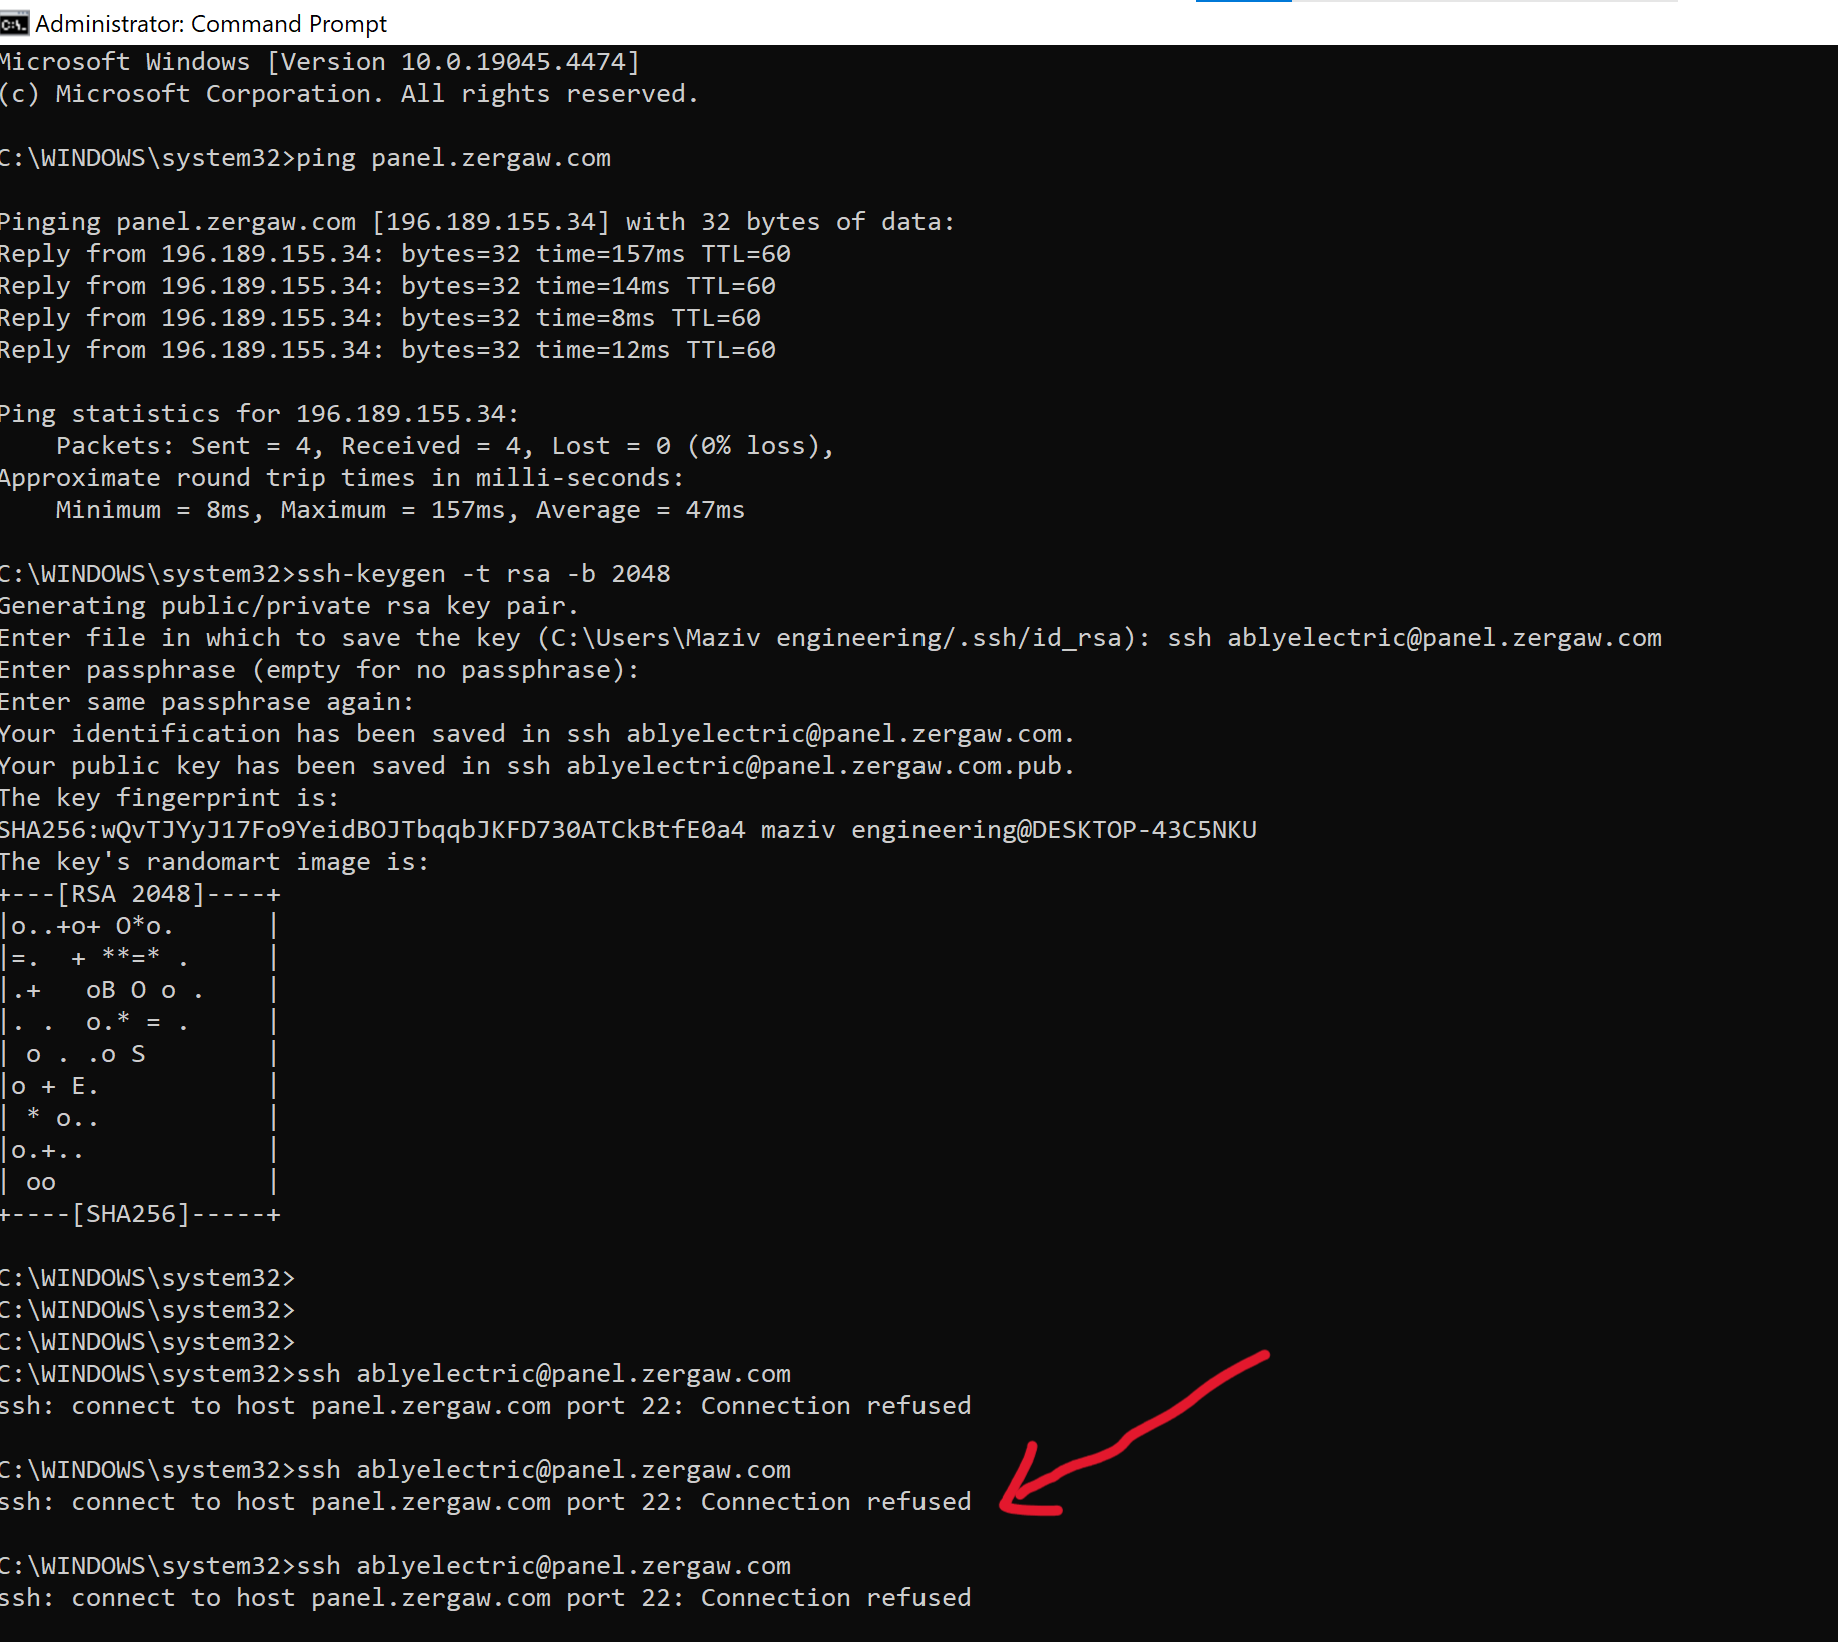 Administrator: Command Prompt
Microsoft Windows [Version 10.0.19045.4474]
(c) Microsoft Corporation. All rights reserved.
C:\WINDOWS\system32>ping panel.zergaw.com
Pinging panel.zergaw.com [196.189.155.34] with 32 bytes of data:
Reply from 196.189.155.34: bytes=32 time=157ms TTL=60
Reply from 196.189.155.34: bytes=32 time=14ms TTL=60
Reply from 196.189.155.34: bytes=32 time=8ms TTL=60
Reply from 196.189.155.34: bytes=32 time=12ms TTL=60
Ping statistics for 196.189.155.34:
    Packets: Sent = 4, Received = 4, Lost = 0 (0% loss),
Approximate round trip times in milli-seconds:
    Minimum = 8ms, Maximum = 157ms, Average = 47ms
C:\WINDOWS\system32>ssh-keygen -t rsa -b 2048
Generating public/private rsa key pair.
Enter file in which to save the key (C:\Users\Maziv engineering/.ssh/id_rsa): ssh ablyelectric@panel.zergaw.com
Enter passphrase (empty for no passphrase):
Enter same passphrase again:
Your identification has been saved in ssh ablyelectric@panel.zergaw.com.
Your public key has been saved in ssh ablyelectric@panel.zergaw.com.pub.
The key fingerprint is:
SHA256:wQvTJYyJ17Fo9YeidBOJTbqqbJKFD730ATCkBtfE0a4 maziv engineering@DESKTOP-43C5NKU
The key's randomart image is:
+---[RSA 2048]----+
|o..+o+ O*o.      |
|=.  + **=* .     |
|.+   oB O o .    |
|. .  o.* = .     |
| o . .o S        |
|o + E.           |
| * o..           |
|o.+..            |
| oo              |
+----[SHA256]-----+
C:\WINDOWS\system32>
C:\WINDOWS\system32>
C:\WINDOWS\system32>
C:\WINDOWS\system32>ssh ablyelectric@panel.zergaw.com
ssh: connect to host panel.zergaw.com port 22: Connection refused
C:\WINDOWS\system32>ssh ablyelectric@panel.zergaw.com
ssh: connect to host panel.zergaw.com port 22: Connection refused
C:\WINDOWS\system32>ssh ablyelectric@panel.zergaw.com
ssh: connect to host panel.zergaw.com port 22: Connection refused